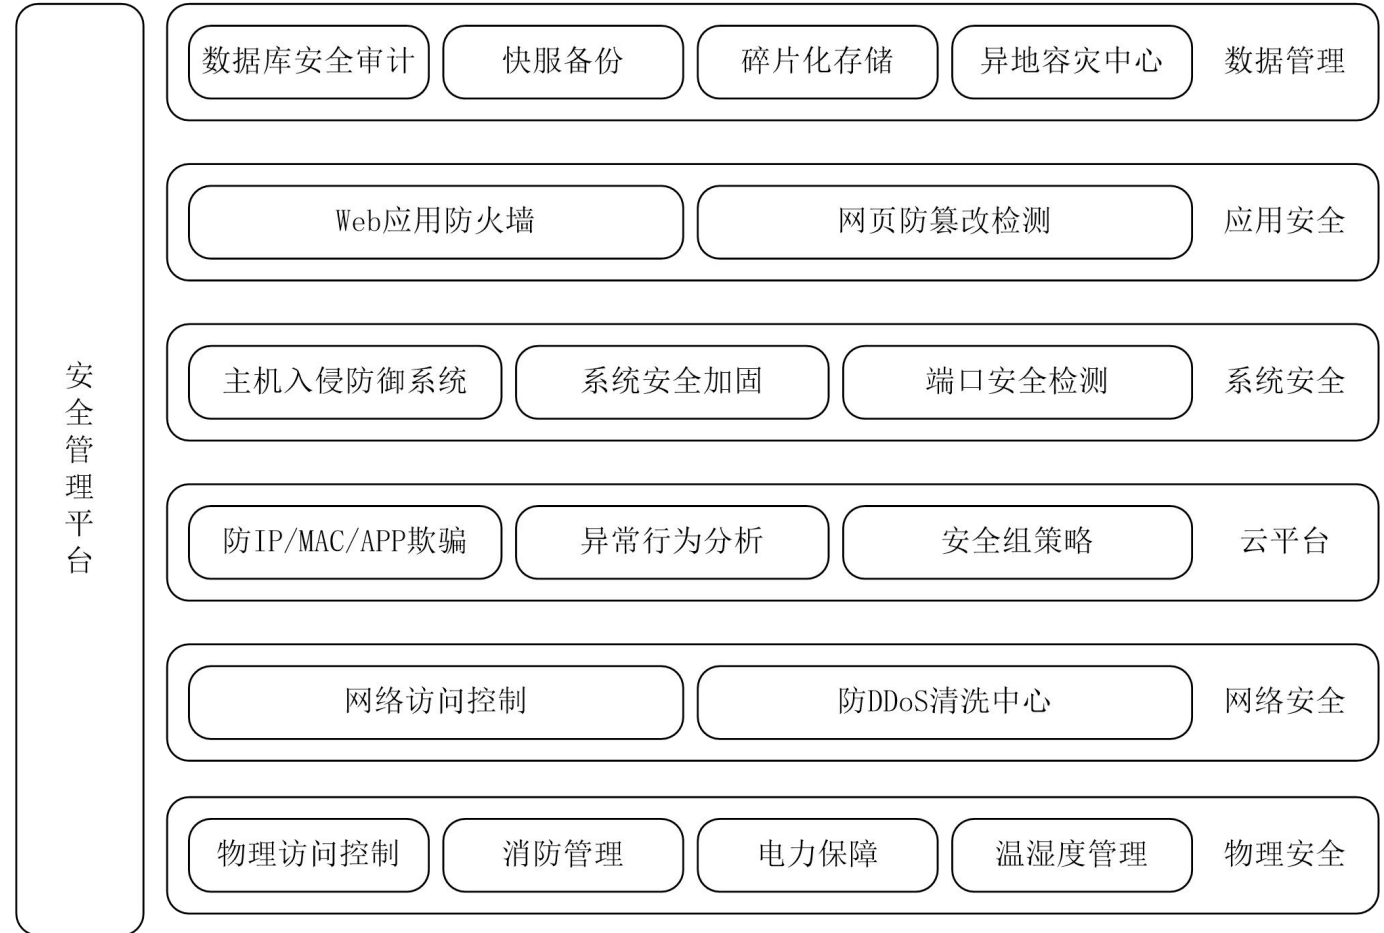 安全管理平台
数据库安全审计 快服备份 碎片化存储 异地容灾中心 数据管理
Web应用防火墙 网页防篡改检测 应用安全
主机入侵防御系统 系统安全加固 端口安全检测 系统安全
防IP/MAC/APP欺骗 异常行为分析 安全组策略 云平台
网络访问控制 防DDoS清洗中心 网络安全
物理访问控制 消防管理 电力保障 温湿度管理 物理安全